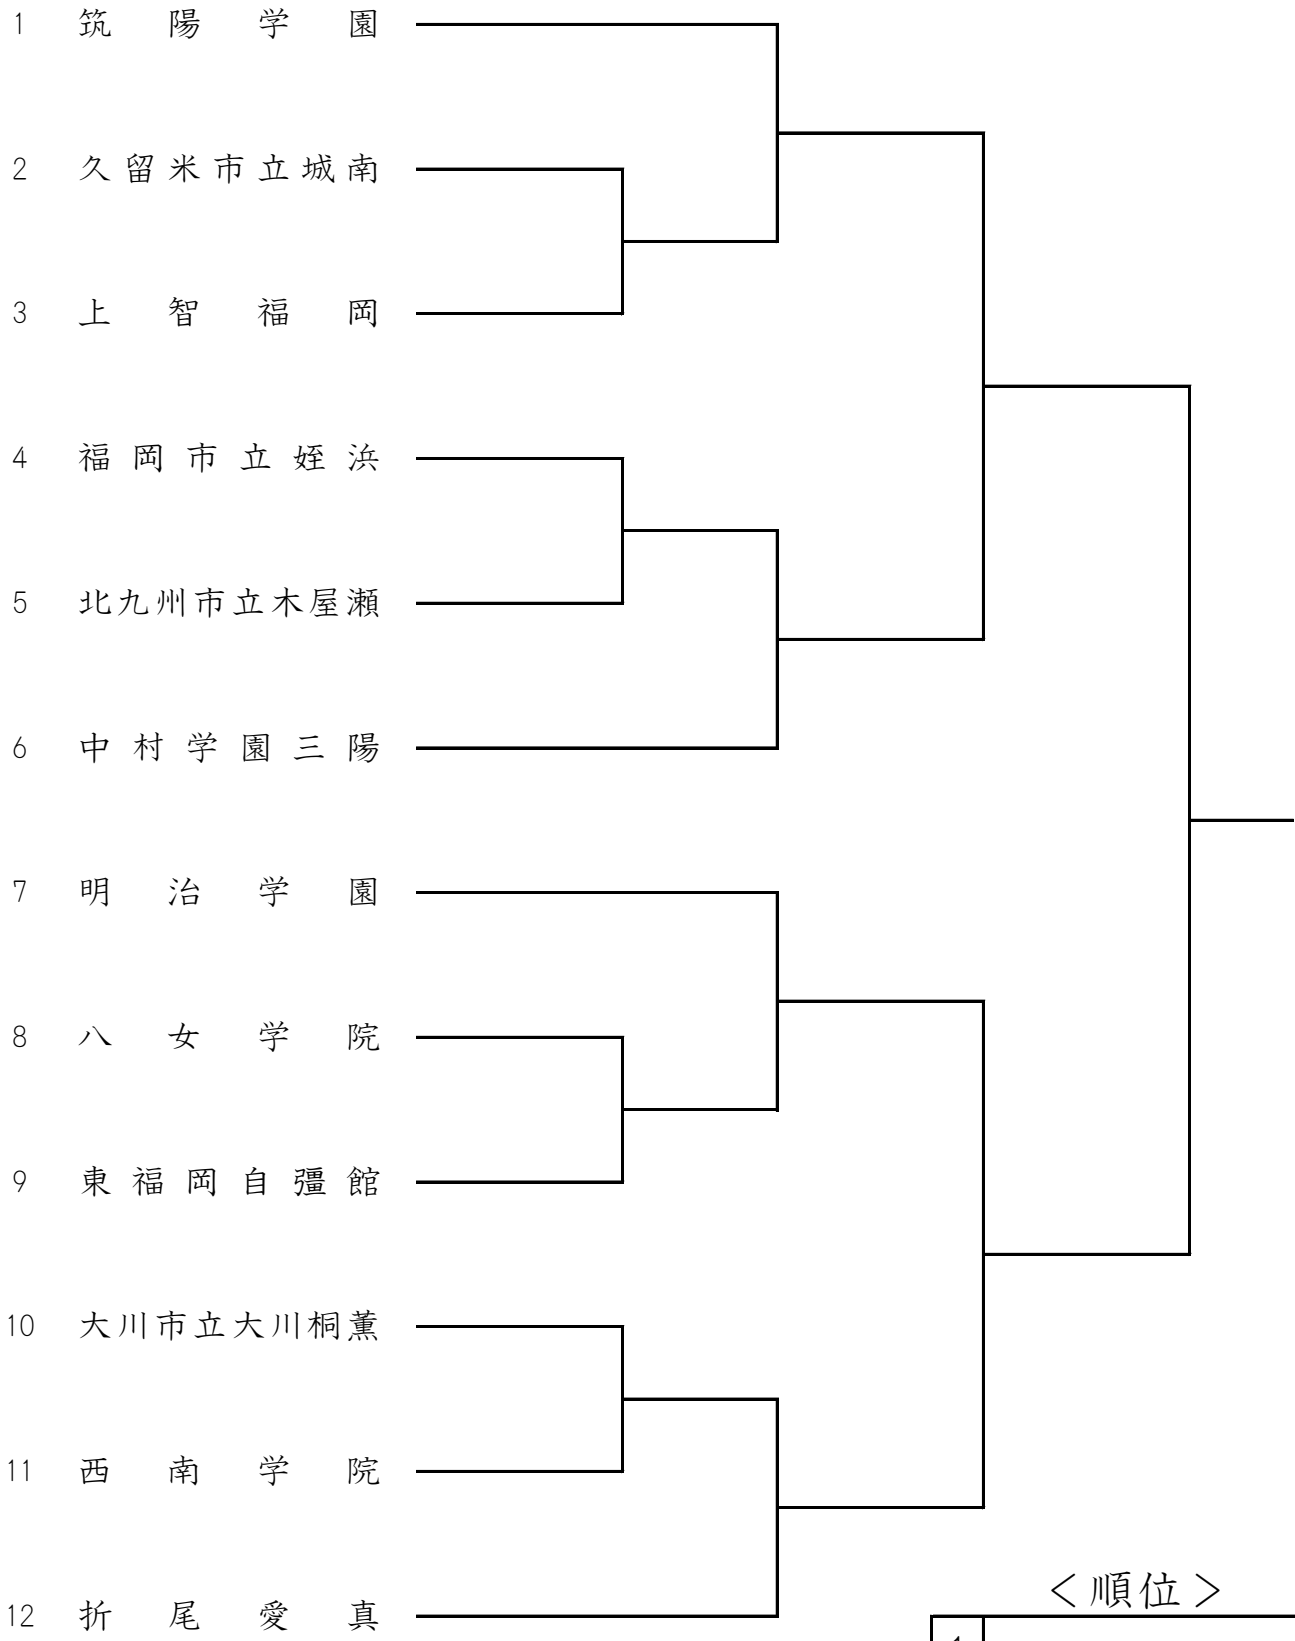 1 筑陽学園
2 久留米市立城南
3 上智福岡
4 福岡市立姪浜
5 北九州市立木屋瀬
6 中村学園三陽
7 明治学園
8 八女学院
9 東福岡自彊館
10 大川市立大川桐薫
11 西南学院
12 折尾愛真
＜順位＞